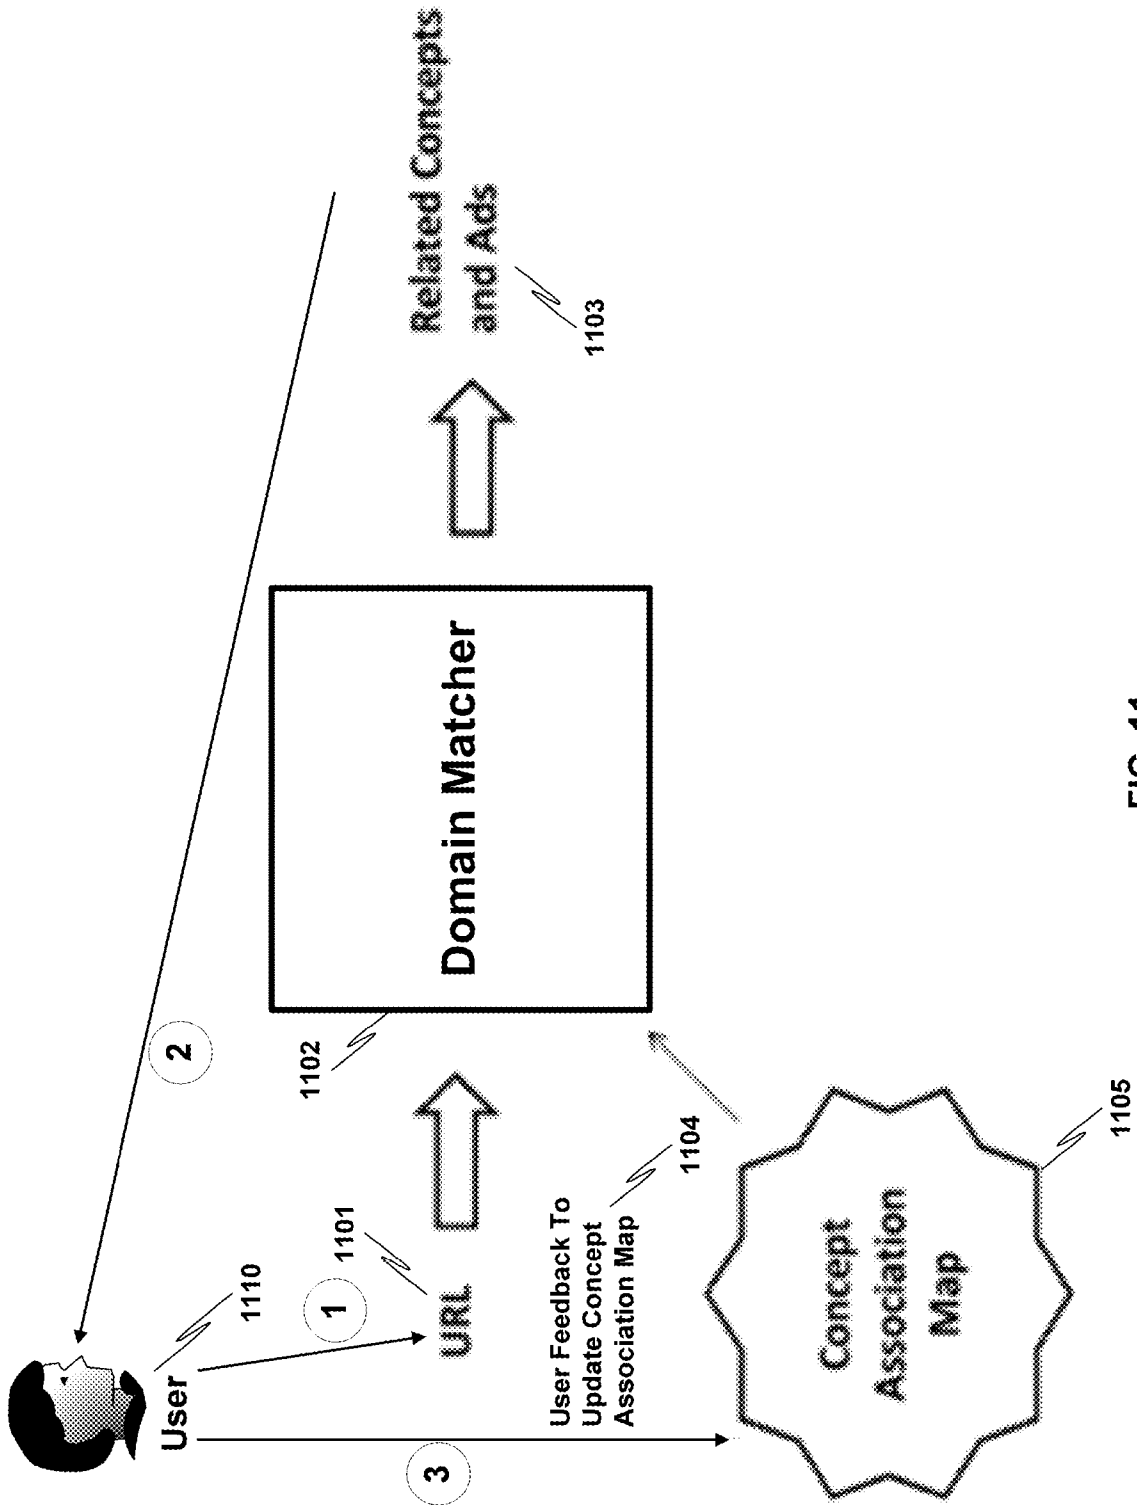 User
1110
1
URL
1101
2
3
User Feedback To
Update Concept
Association Map
1104
Concept
Association
Map
1105
1102
Domain Matcher
Related Concepts
and Ads
1103